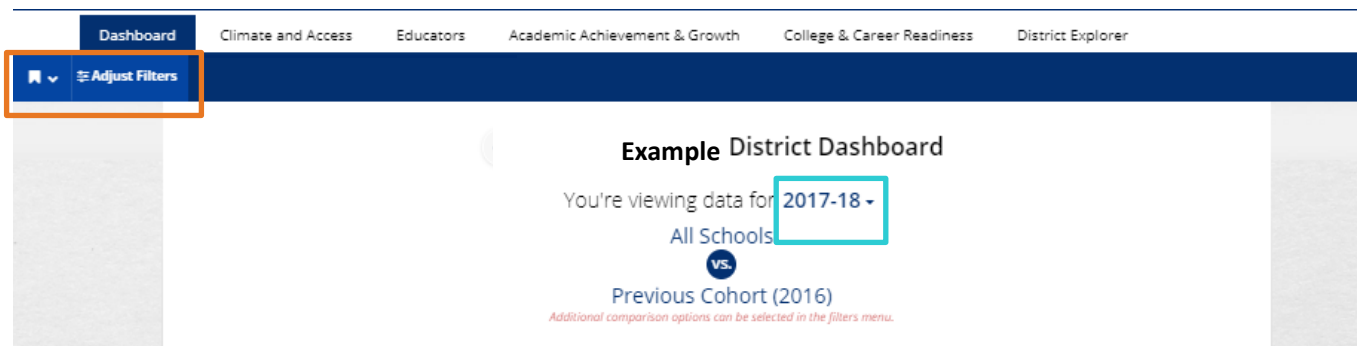 Dashboard Climate and Access Educators Academic Achievement & Growth College & Career Readiness District Explorer
Adjust Filters
Example District Dashboard
You're viewing data for 2017-18
All Schools
vs.
Previous Cohort (2016)
Additional comparison options can be selected in the filters menu.